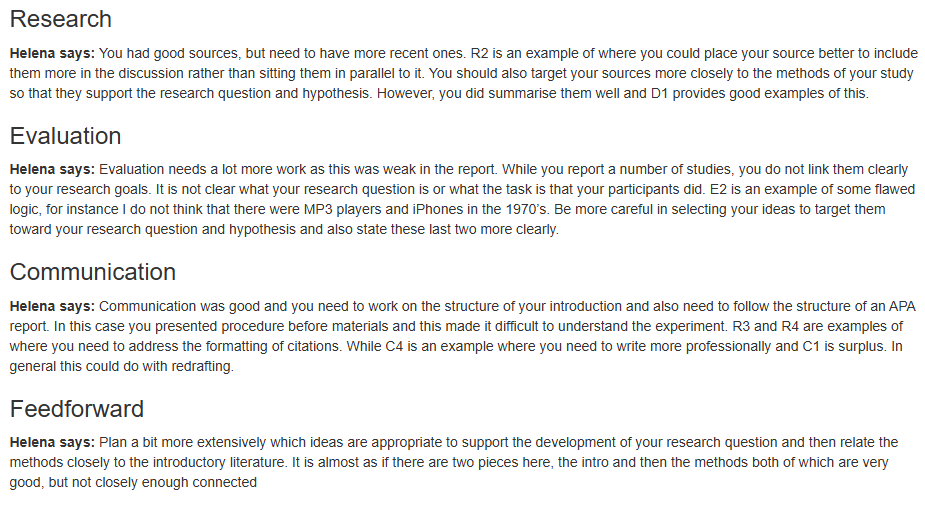 Research
Helena says: You had good sources, but need to have more recent ones. R2 is an example of where you could place your source better to include
them more in the discussion rather than sitting them in parallel to it. You should also target your sources more closely to the methods of your study
so that they support the research question and hypothesis. However, you did summarise them well and D1 provides good examples of this.
Evaluation
Helena says: Evaluation needs a lot more work as this was weak in the report. While you report a number of studies, you do not link them clearly
to your research goals. It is not clear what your research question is or what the task is that your participants did. E2 is an example of some flawed
logic, for instance I do not think that there were MP3 players and iPhones in the 1970's. Be more careful in selecting your ideas to target them
toward your research question and hypothesis and also state these last two more clearly.
Communication
Helena says: Communication was good and you need to work on the structure of your introduction and also need to follow the structure of an APA
report. In this case you presented procedure before materials and this made it difficult to understand the experiment. R3 and R4 are examples of
where you need to address the formatting of citations. While C4 is an example where you need to write more professionally and C1 is surplus. In
general this could do with redrafting.
Feedforward
Helena says: Plan a bit more extensively which ideas are appropriate to support the development of your research question and then relate the
methods closely to the introductory literature. It is almost as if there are two pieces here, the intro and then the methods both of which are very
good, but not closely enough connected